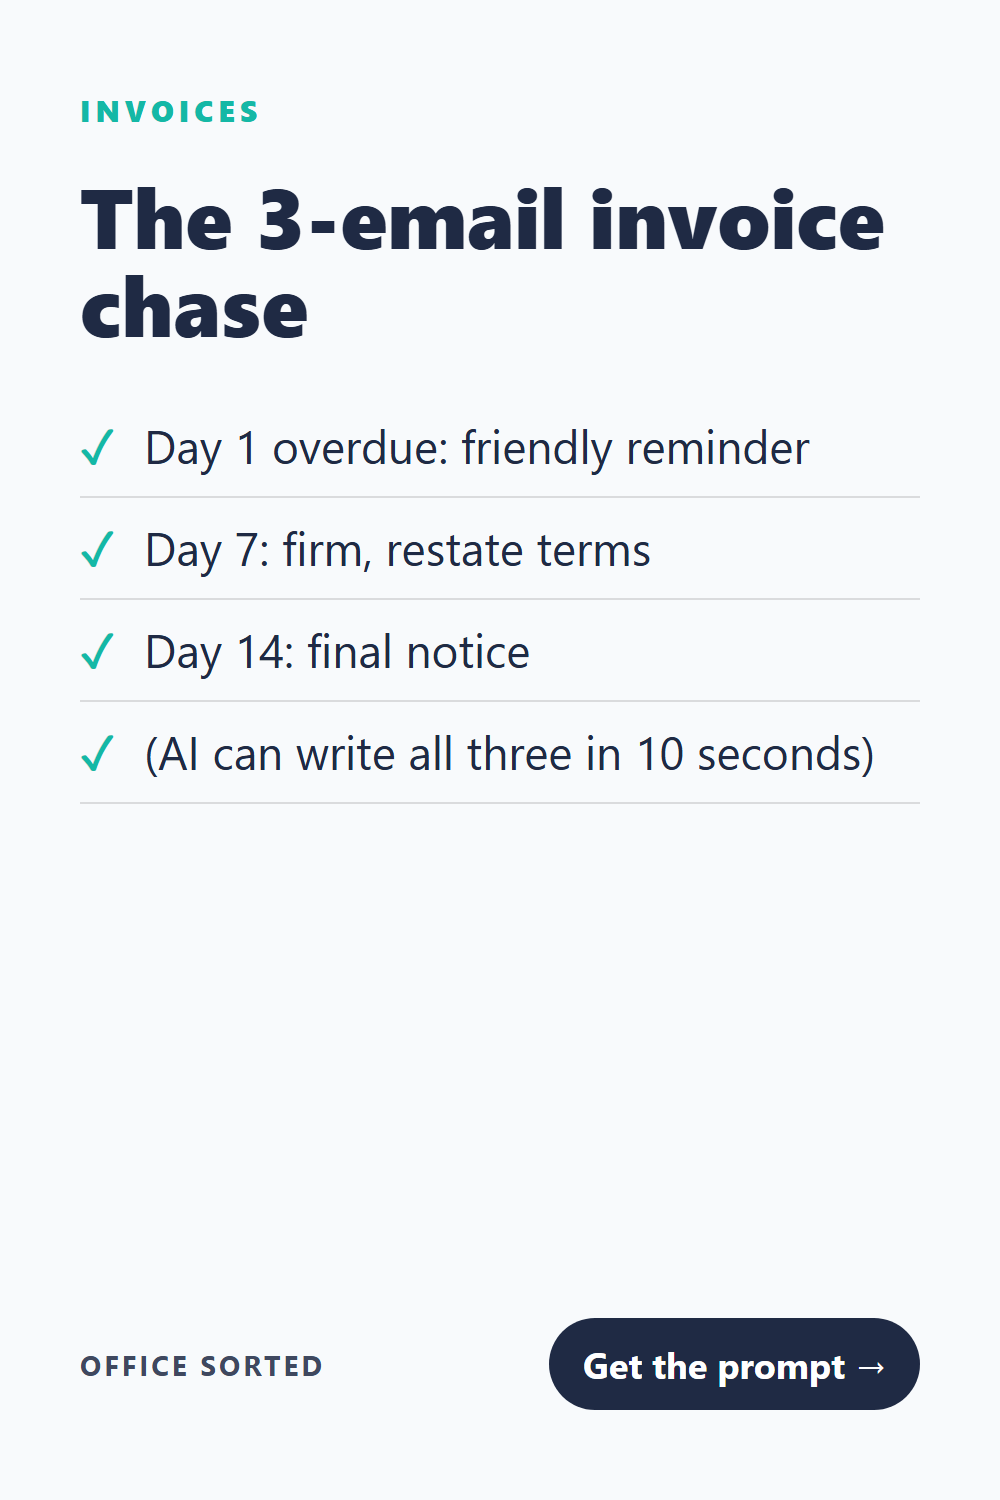 INVOICES
The 3-email invoice
chase
✓ Day 1 overdue: friendly reminder
✓ Day 7: firm, restate terms
✓ Day 14: final notice
✓ (AI can write all three in 10 seconds)
OFFICE SORTED
Get the prompt →